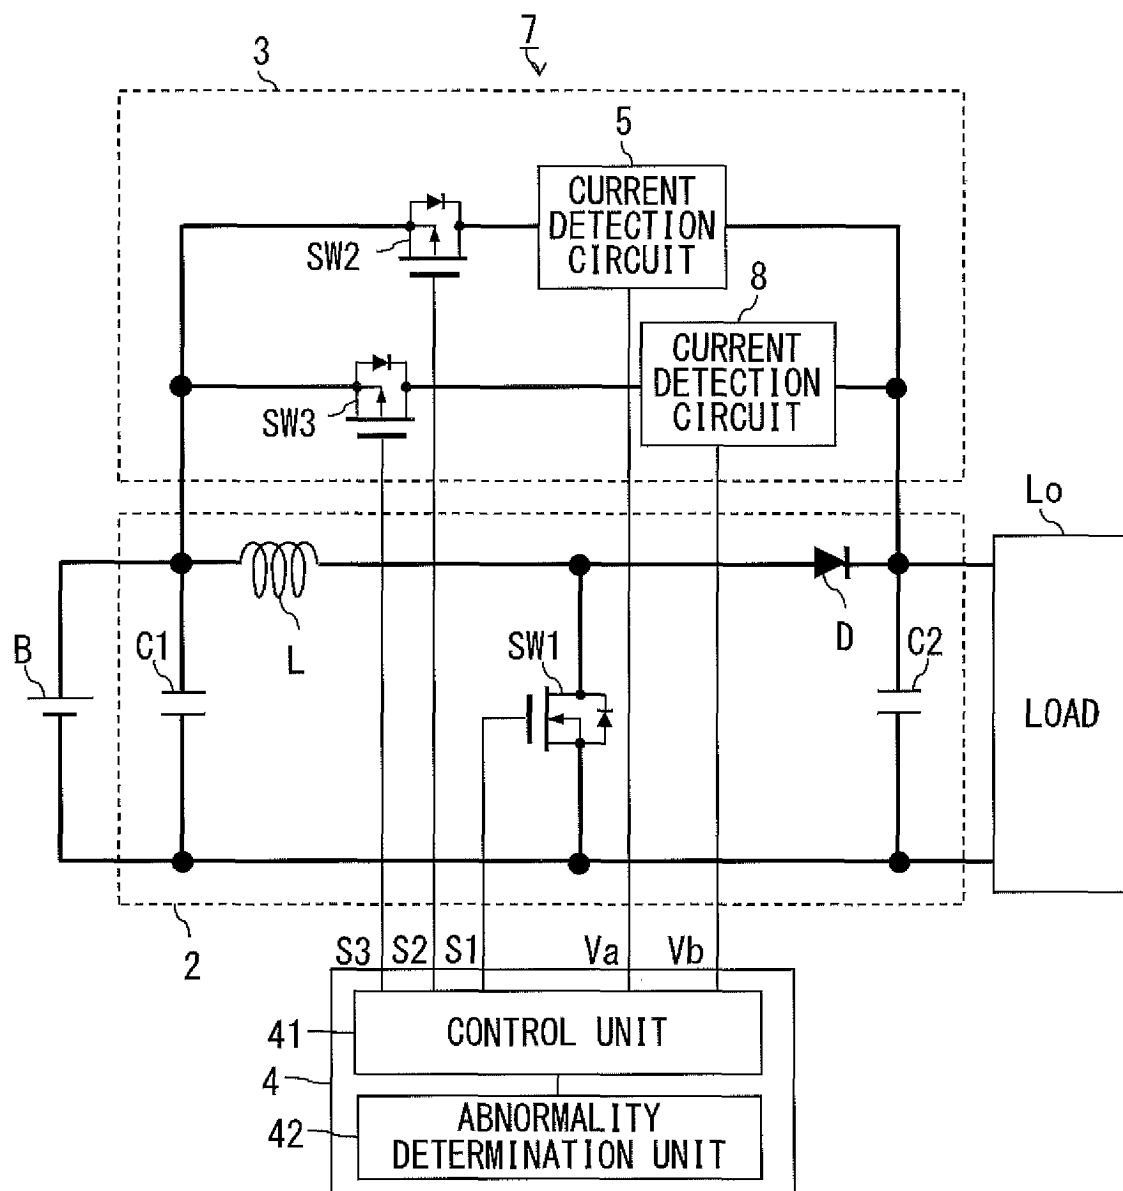 7
3
5
CURRENT
DETECTION
CIRCUIT
SW2
8
CURRENT
DETECTION
CIRCUIT
SW3
Lo
LOAD
B
C1
L
SW1
D
C2
2
S3 S2 S1 Va Vb
41
CONTROL UNIT
4
42
ABNORMALITY
DETERMINATION UNIT